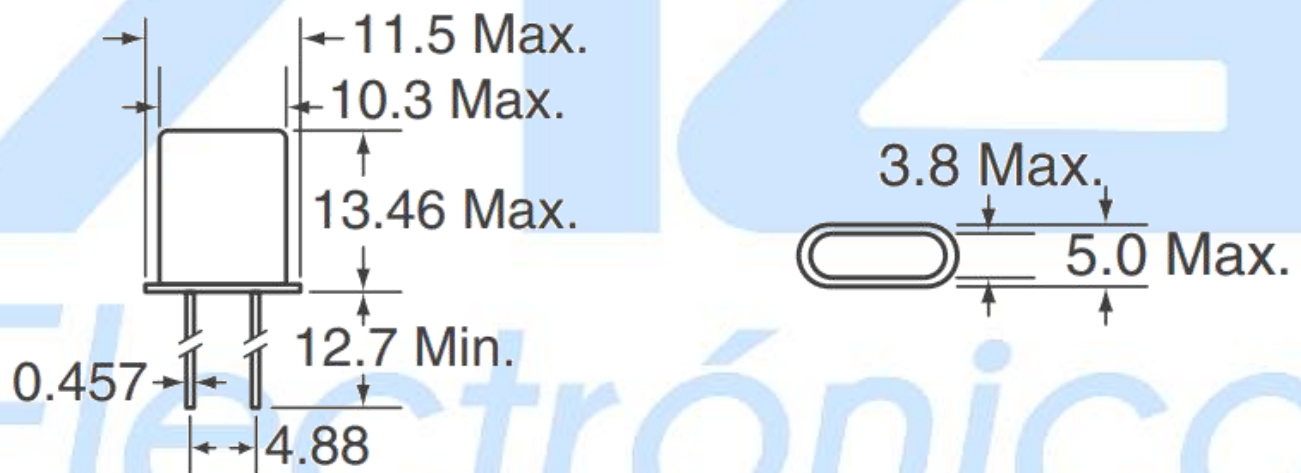 11.5 Max.
10.3 Max.
13.46 Max.
12.7 Min.
0.457
4.88
3.8 Max.
5.0 Max.
Electrónica